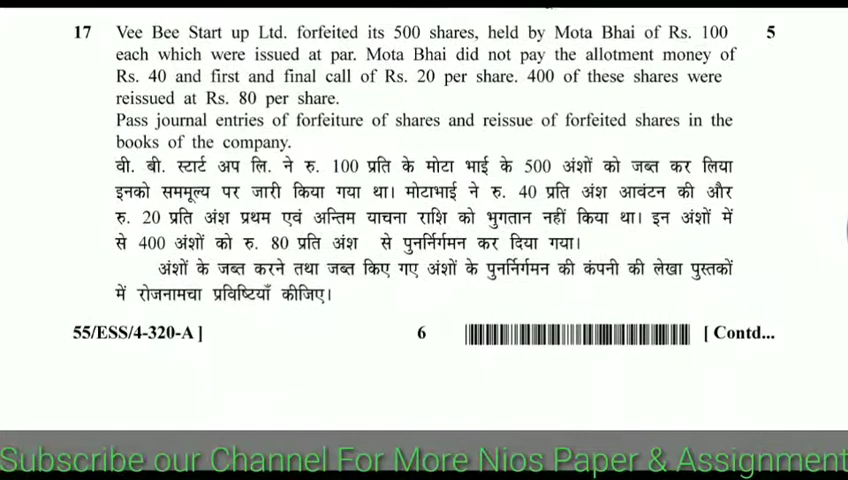 17 Vee Bee Start up Ltd. forfeited its 500 shares, held by Mota Bhai of Rs. 100 5
each which were issued at par. Mota Bhai did not pay the allotment money of
Rs. 40 and first and final call of Rs. 20 per share. 400 of these shares were
reissued at Rs. 80 per share.
Pass journal entries of forfeiture of shares and reissue of forfeited shares in the
books of the company.
वी. बी. स्टार्ट अप लि. ने रु. 100 प्रति के मोटा भाई के 500 अंशों को जब्त कर लिया
इनको सममूल्य पर जारी किया गया था। मोटाभाई ने रु. 40 प्रति अंश आवंटन की और
रु. 20 प्रति अंश प्रथम एवं अन्तिम याचना राशि को भुगतान नहीं किया था। इन अंशों में
से 400 अंशों को रु. 80 प्रति अंश से पुनर्निर्गमन कर दिया गया।
अंशों के जब्त करने तथा जब्त किए गए अंशों के पुनर्निर्गमन की कंपनी की लेखा पुस्तकों
में रोजनामचा प्रविष्टियाँ कीजिए।
55/ESS/4-320-A ] 6 [ Contd...
Subscribe our Channel For More Nios Paper & Assignment